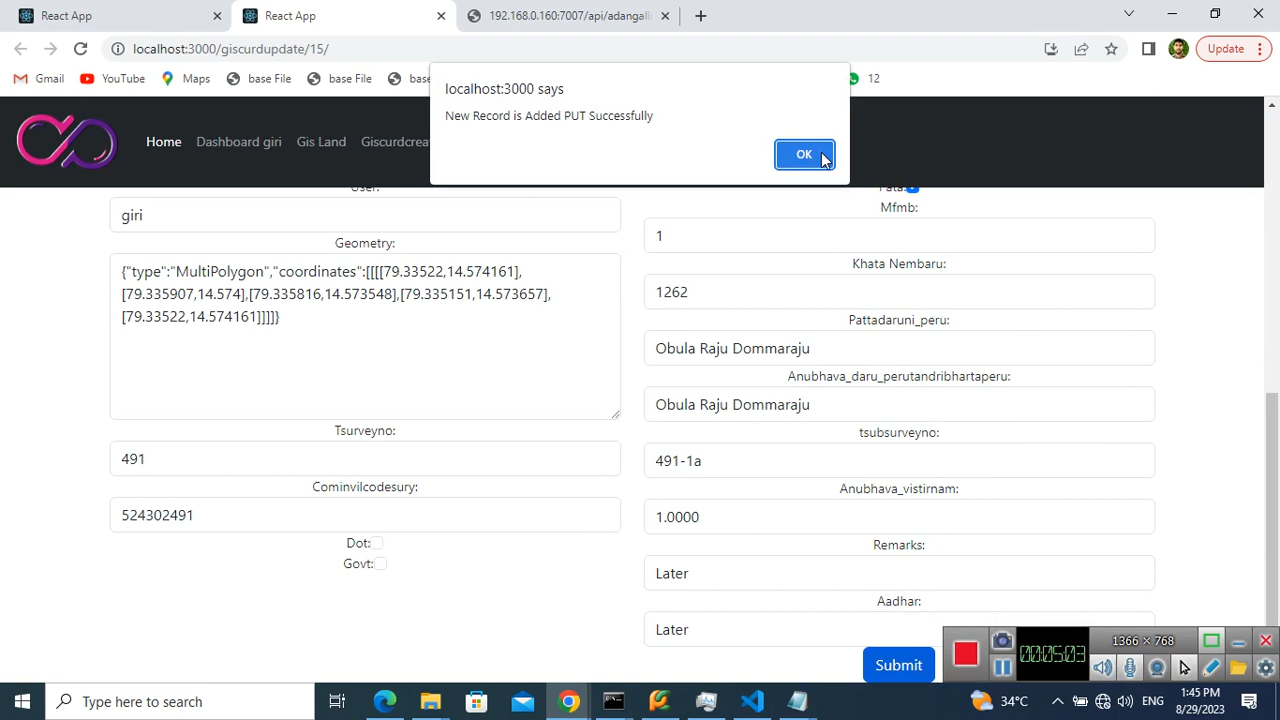 React App
React App
192.168.0.160:7007/api/adangal
localhost:3000/giscurdupdate/15/
Update
Gmail
YouTube
Maps
base File
base File
base
12
localhost:3000 says
New Record is Added PUT Successfully
OK
Home
Dashboard giri
Gis Land
Giscurdcrea
User:
giri
Geometry:
{"type":"MultiPolygon","coordinates":[[[[79.33522,14.574161],
[79.335907,14.574],[79.335816,14.573548],[79.335151,14.573657],
[79.33522,14.574161]]]]}
Tsurveyno:
491
Cominvilcodesury:
524302491
Dot:
Govt:
Mfmb:
1
Khata Nembaru:
1262
Pattadaruni_peru:
Obula Raju Dommaraju
Anubhava_daru_perutandribhartaperu:
Obula Raju Dommaraju
tsubsurveyno:
491-1a
Anubhava_vistirnam:
1.0000
Remarks:
Later
Aadhar:
Later
Submit
00:05:03
1366 × 768
Type here to search
34°C
ENG
1:45 PM
8/29/2023